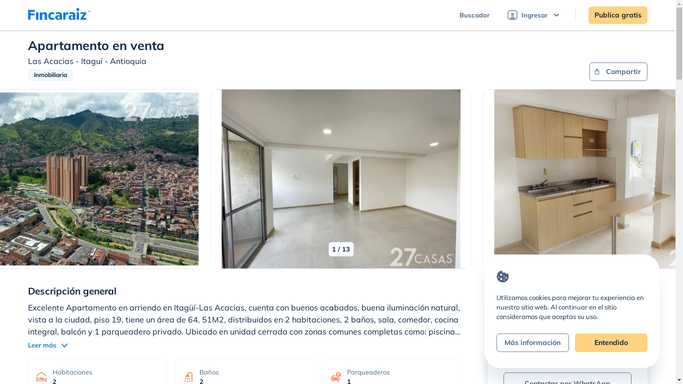 Fincaraiz
Buscador
Ingresar
Publica gratis
Apartamento en venta
Las Acacias - Itagui - Antioquia
Inmobiliaria
Compartir
27 CASAS
1 / 13
27 CASAS
Descripción general
Excelente Apartamento en arriendo en Itagüí-Las Acacias, cuenta con buenos acabados, buena iluminación natural,
vista a la ciudad, piso 19, tiene un área de 64, 51M2, distribuidos en 2 habitaciones, 2 baños, sala, comedor, cocina
integral, balcón y 1 parqueadero privado. Ubicado en unidad cerrada con zonas comunes completas como: piscina...
Leer más
Habitaciones
2
Baños
2
Parqueaderos
1
Utilizamos cookies para mejorar tu experiencia en
nuestro sitio web. Al continuar en el sitio
consideramos que aceptas su uso.
Más información
Entendido
Contactar por WhatsApp